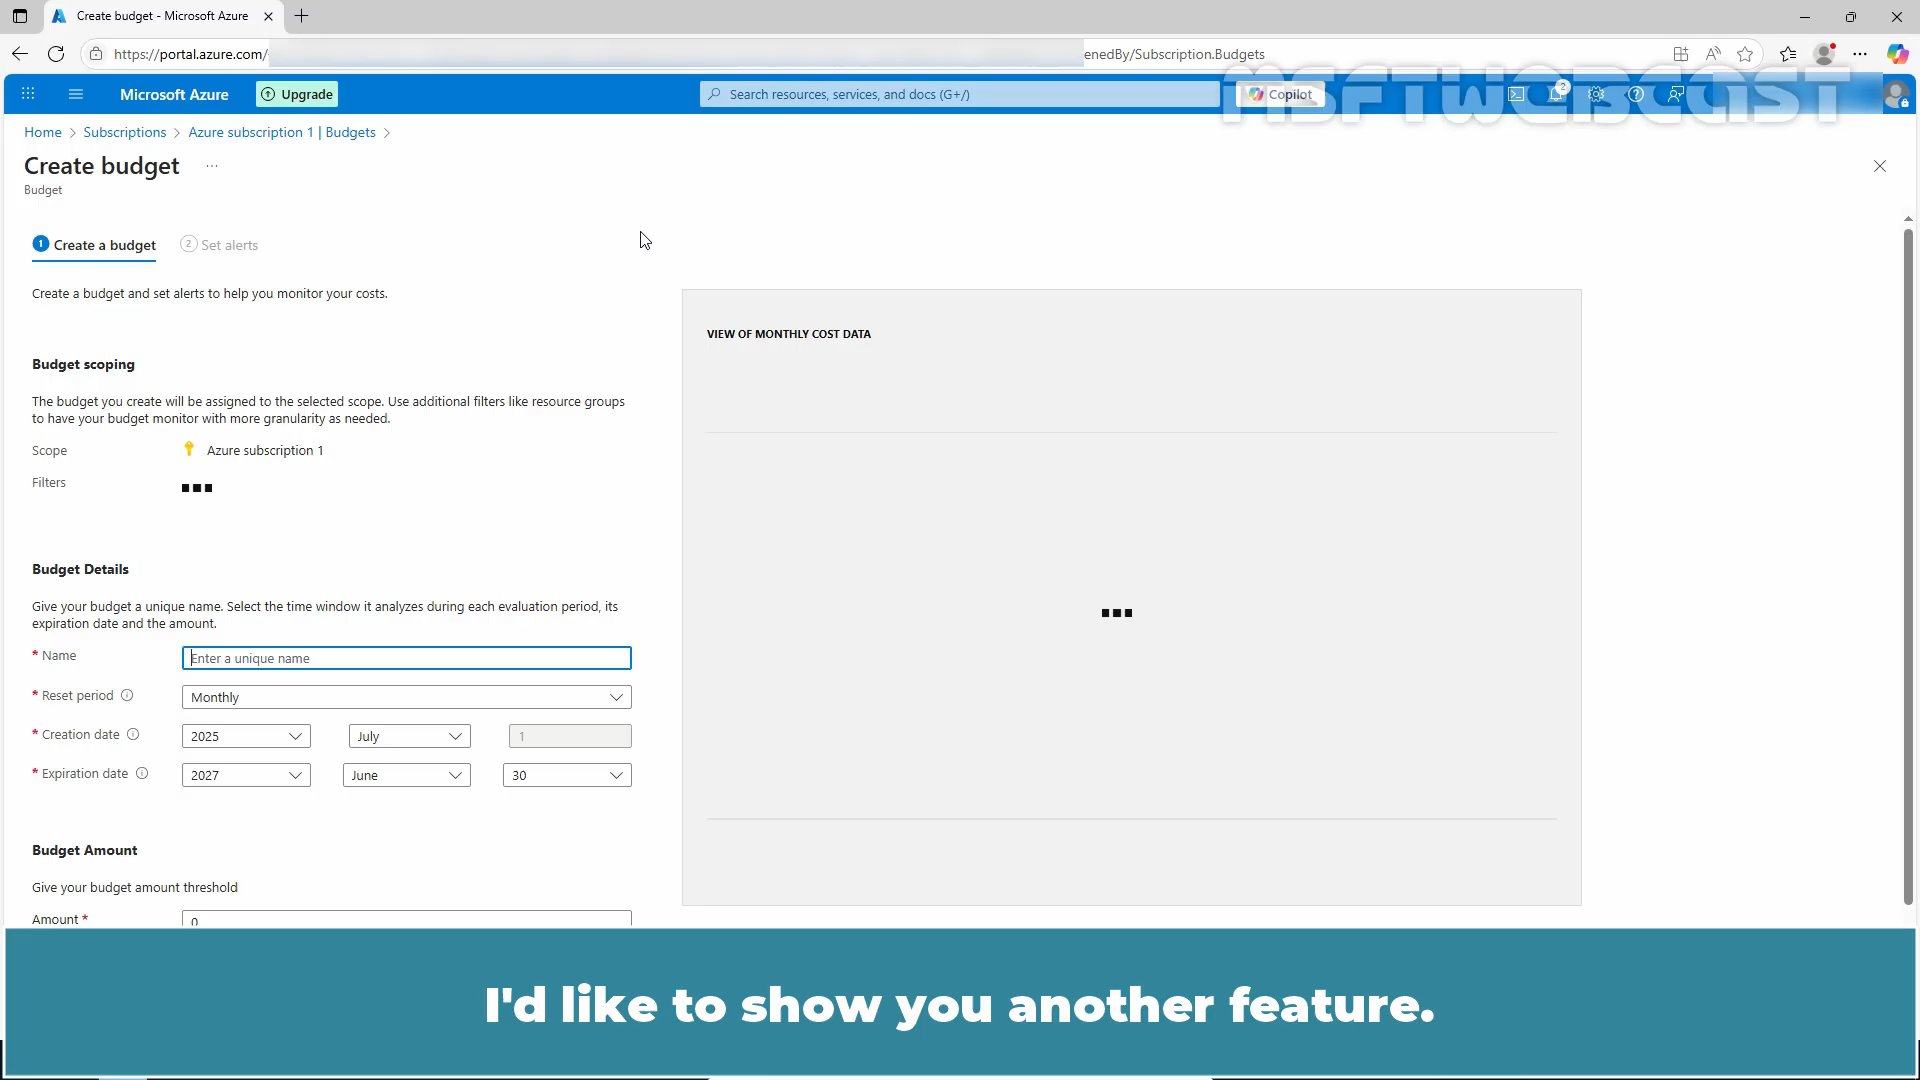 Create budget - Microsoft Azure
https://portal.azure.com/
enedBy/Subscription.Budgets
Microsoft Azure
Upgrade
Search resources, services, and docs (G+/)
Copilot
2
MSFTWEBCAST
Home > Subscriptions > Azure subscription 1 | Budgets >
Create budget ...
Budget
1 Create a budget
2 Set alerts
Create a budget and set alerts to help you monitor your costs.
VIEW OF MONTHLY COST DATA
Budget scoping
The budget you create will be assigned to the selected scope. Use additional filters like resource groups
to have your budget monitor with more granularity as needed.
Scope
Azure subscription 1
Filters
Budget Details
Give your budget a unique name. Select the time window it analyzes during each evaluation period, its
expiration date and the amount.
* Name
Enter a unique name
* Reset period
Monthly
* Creation date
2025
July
1
* Expiration date
2027
June
30
Budget Amount
Give your budget amount threshold
Amount *
0
I'd like to show you another feature.